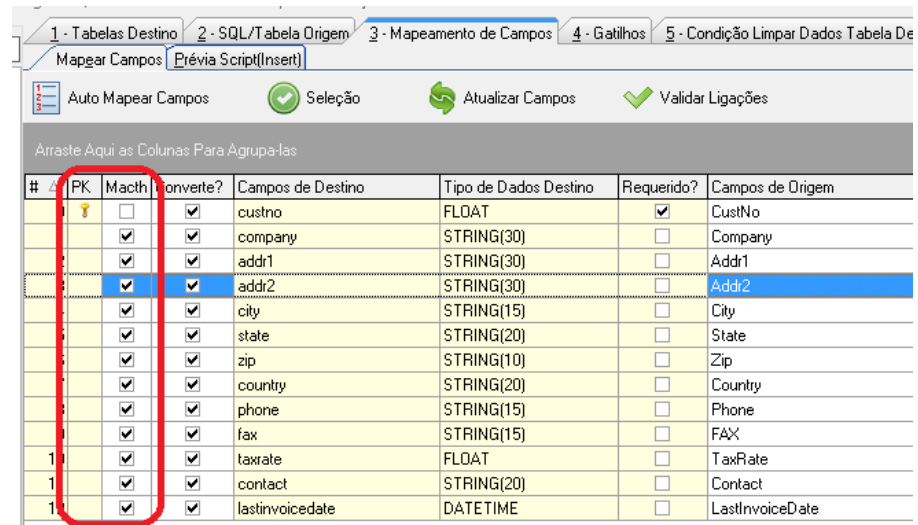 1 - Tabelas Destino 2 - SQL/Tabela Origem 3 - Mapeamento de Campos 4 - Gatilhos 5 - Condição Limpar Dados Tabela De
Mapear Campos Prévia Script(Insert)
Auto Mapear Campos Seleção Atualizar Campos Validar Ligações
Arraste Aqui as Colunas Para Agrupa-las
# PK Macth Converte? Campos de Destino Tipo de Dados Destino Requerido? Campos de Origem
custno FLOAT CustNo
company STRING(30) Company
addr1 STRING(30) Addr1
addr2 STRING(30) Addr2
city STRING(15) City
state STRING(20) State
zip STRING(10) Zip
country STRING(20) Country
phone STRING(15) Phone
fax STRING(15) FAX
taxrate FLOAT TaxRate
contact STRING(20) Contact
lastinvoicedate DATETIME LastInvoiceDate